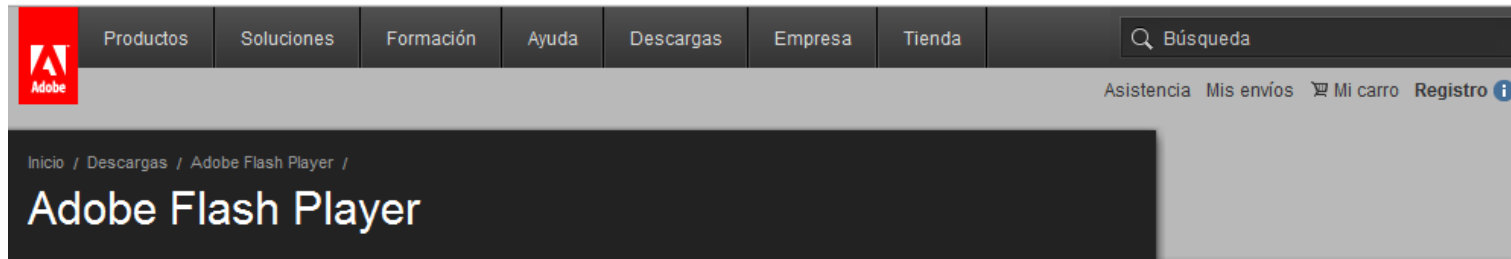 Productos Soluciones Formación Ayuda Descargas Empresa Tienda Búsqueda
Adobe
Asistencia Mis envíos Mi carro Registro
Inicio / Descargas / Adobe Flash Player /
Adobe Flash Player